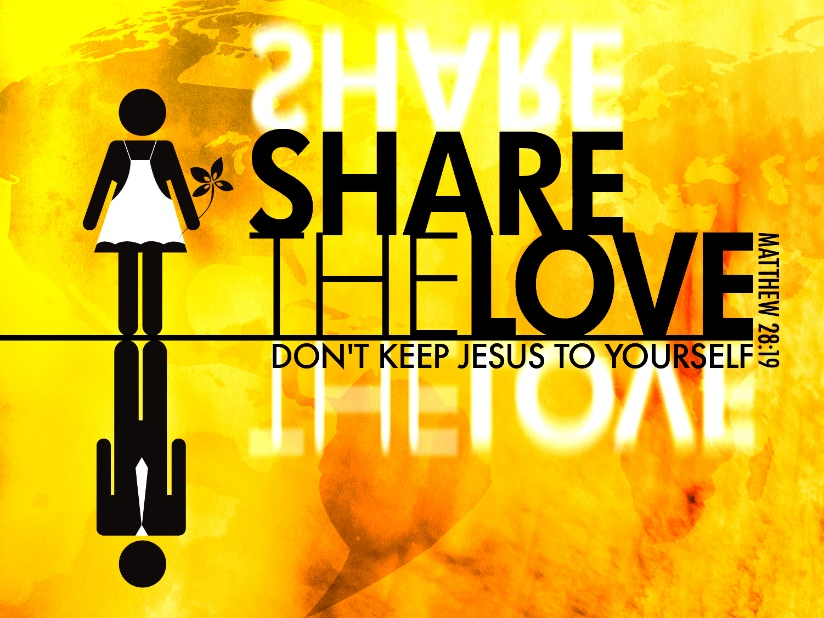 SHARE
THELOVE
DON'T KEEP JESUS TO YOURSELF
MATTHEW 28:19